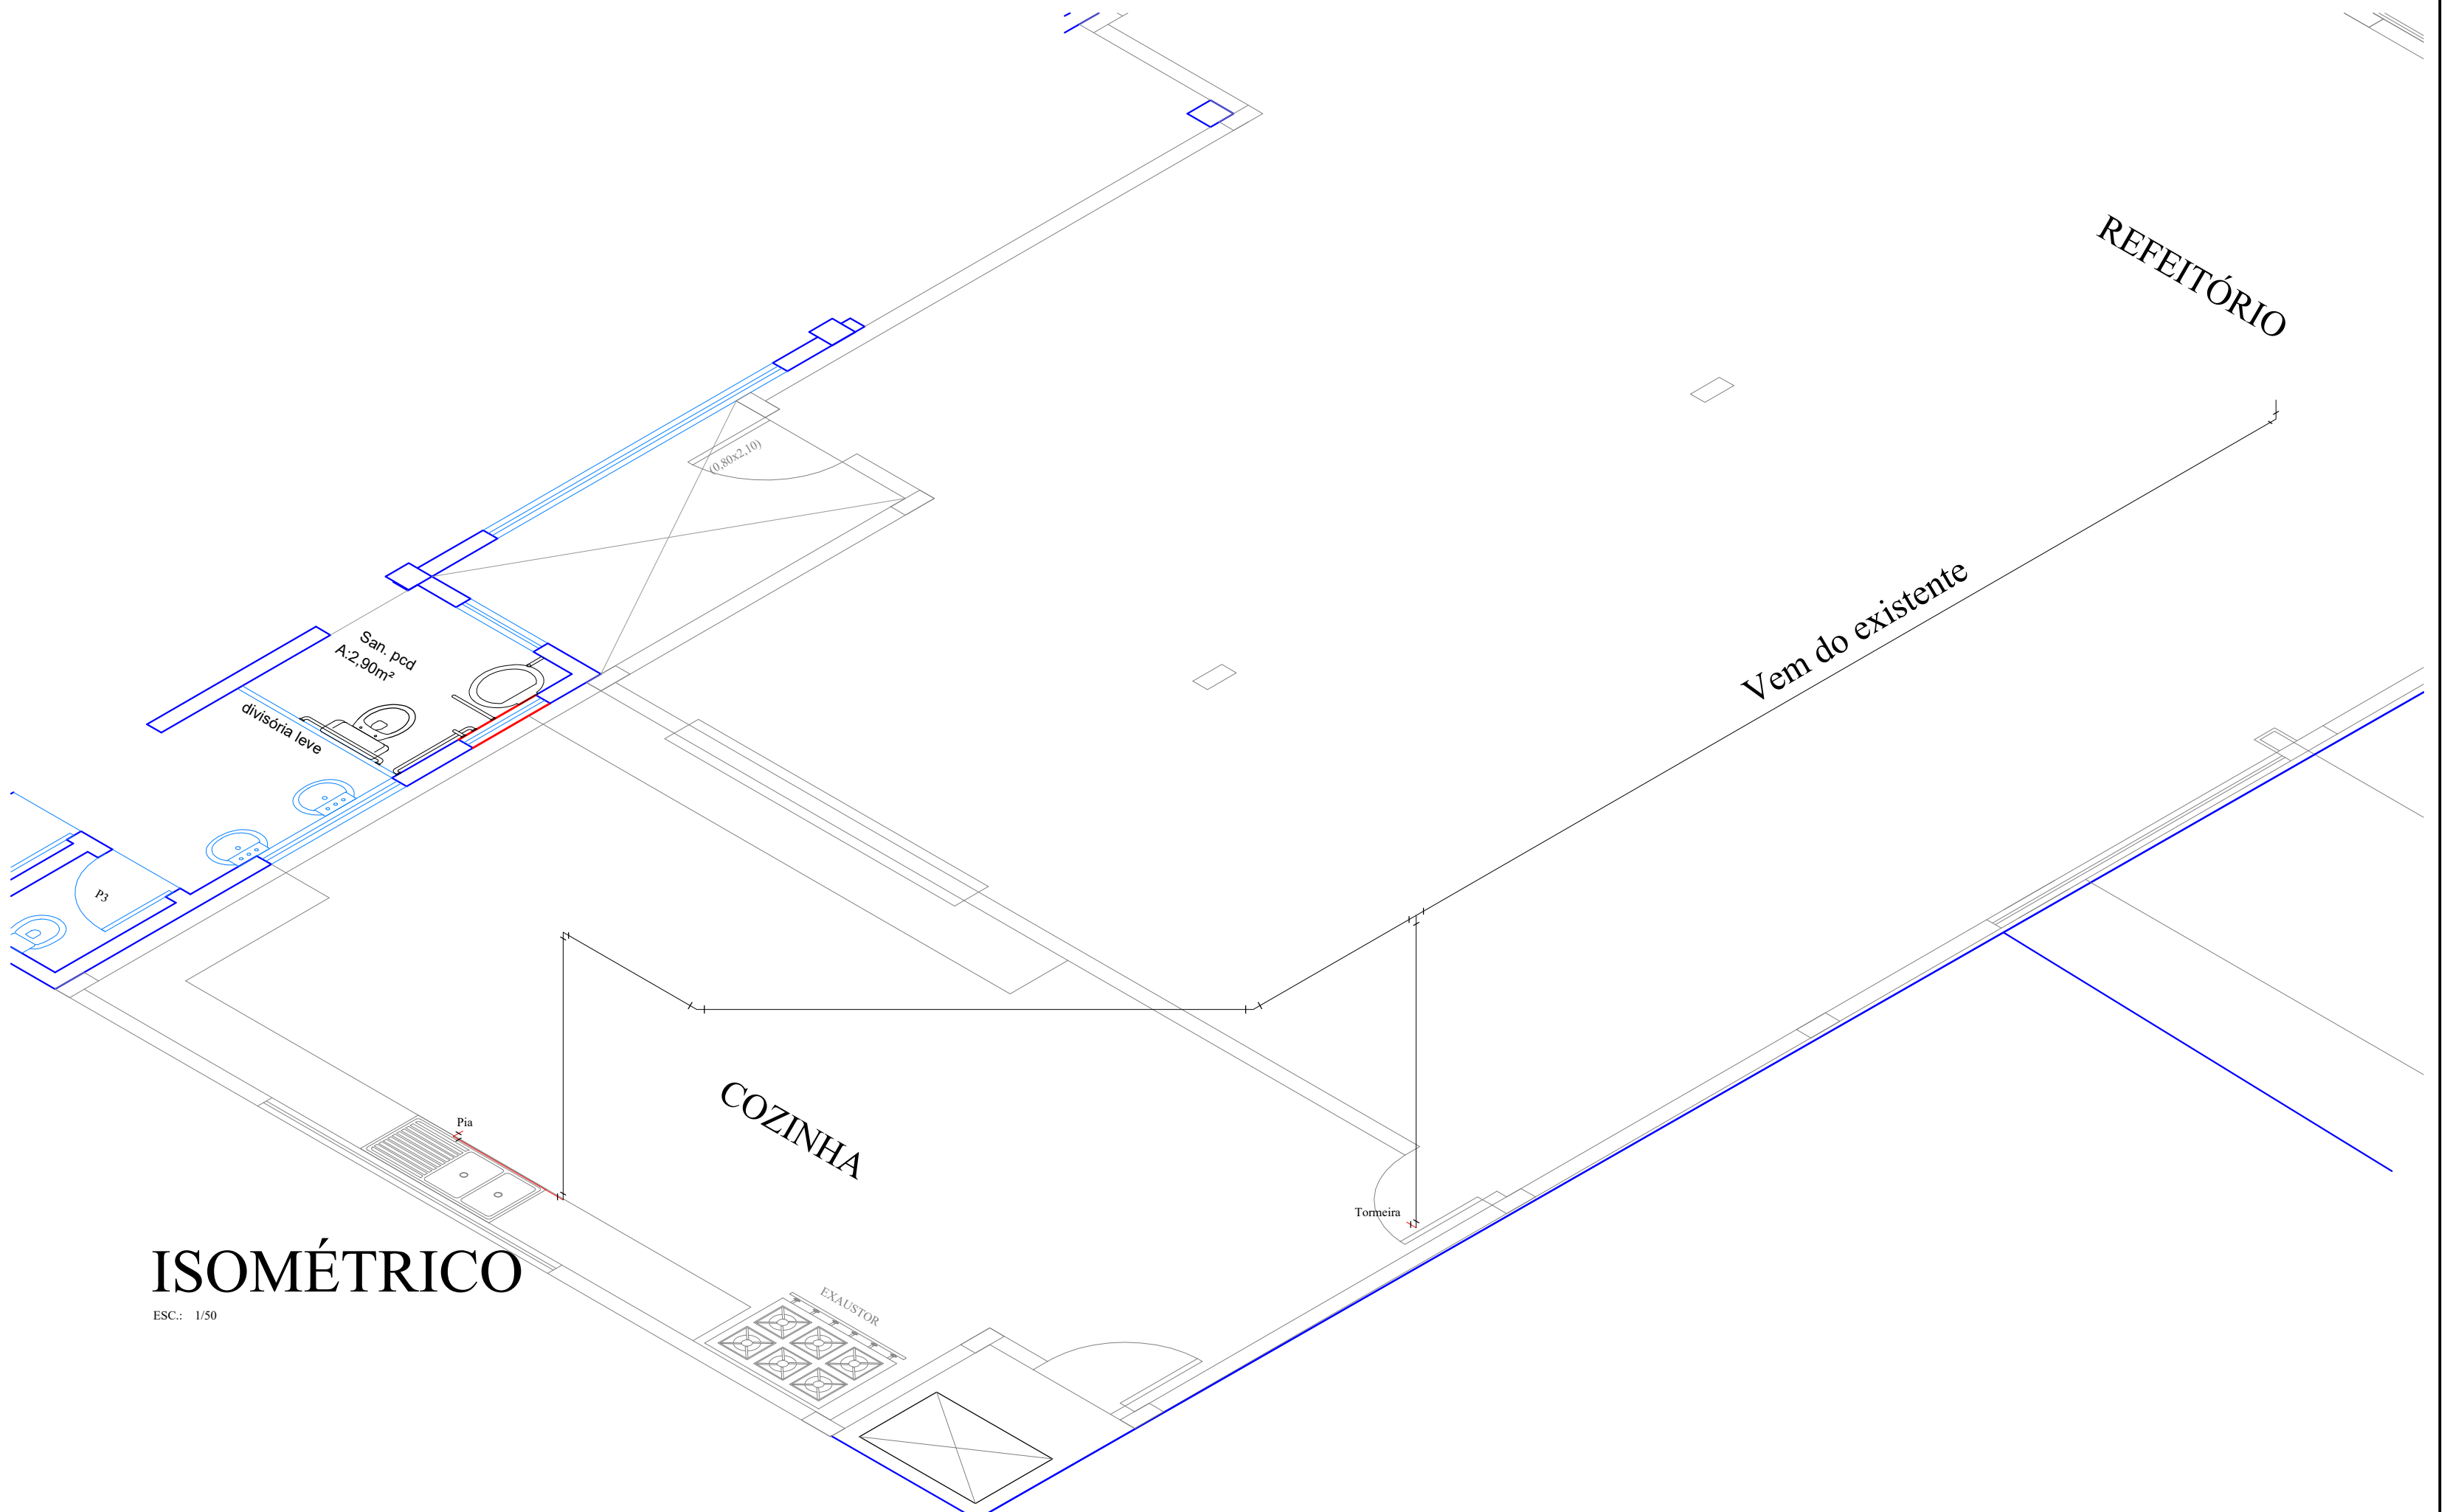 REFEITÓRIO
(0,80x2,10)
Vem do existente
San. pcd
A:2,90m²
divisória leve
P3
COZINHA
Pia
Tormeira
ISOMÉTRICO
ESC.: 1/50
EXAUSTOR